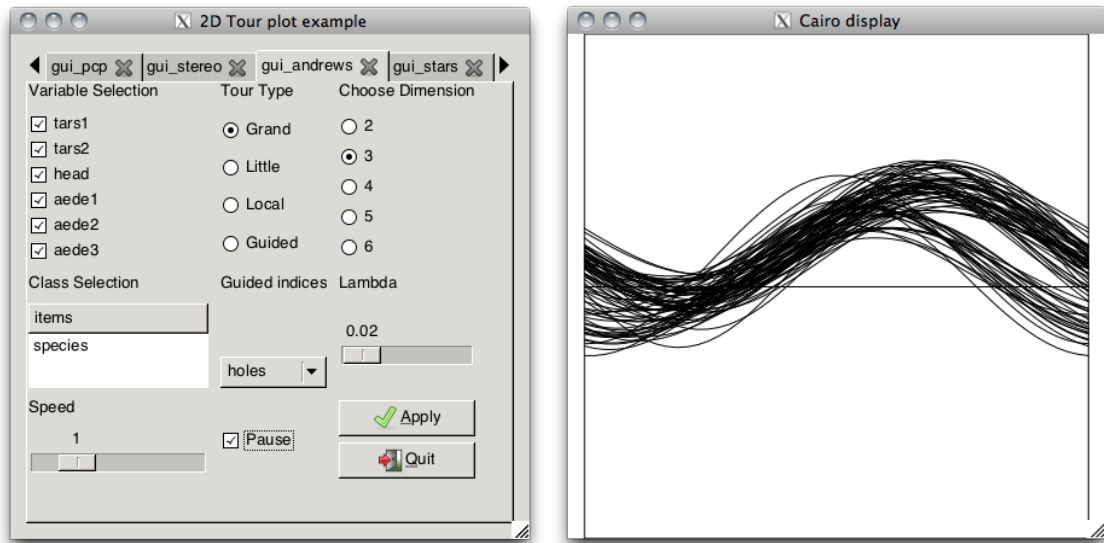 2D Tour plot example
gui_pcp gui_stereo gui_andrews gui_stars
Variable Selection
tars1
tars2
head
aede1
aede2
aede3
Tour Type
Grand
Little
Local
Guided
Choose Dimension
2
3
4
5
6
Class Selection
items
species
Guided indices
holes
Lambda
0.02
Speed
1
Pause
Apply
Quit
Cairo display